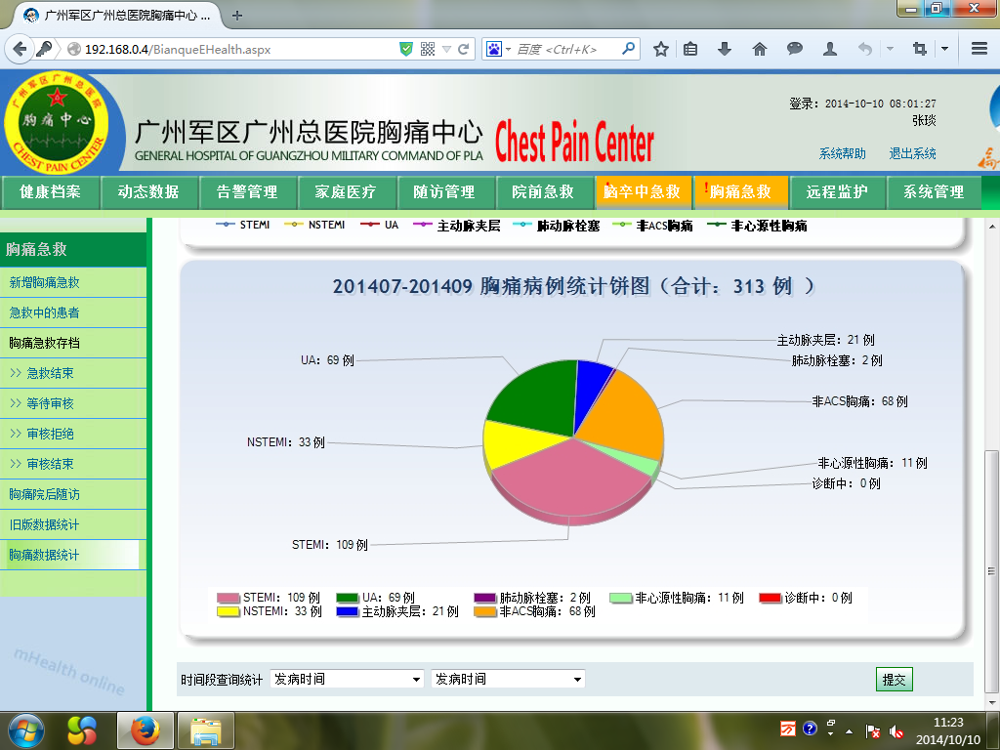 广州军区广州总医院胸痛中心 ...
192.168.0.4/BianqueEHealth.aspx
百度 <Ctrl+K>
广州军区广州总医院
胸痛中心
CHEST PAIN CENTER
广州军区广州总医院胸痛中心
GENERAL HOSPITAL OF GUANGZHOU MILITARY COMMAND OF PLA
Chest Pain Center
登录：2014-10-10 08:01:27
张琰
系统帮助 退出系统
健康档案 动态数据 告警管理 家庭医疗 随访管理 院前急救 脑卒中急救 胸痛急救 远程监护 系统管理
胸痛急救
新增胸痛急救
急救中的患者
胸痛急救存档
>> 急救结束
>> 等待审核
>> 审核拒绝
>> 审核结束
胸痛院后随访
旧版数据统计
胸痛数据统计
mHealth online
STEMI NSTEMI UA 主动脉夹层 肺动脉栓塞 非ACS胸痛 非心源性胸痛
201407-201409 胸痛病例统计饼图（合计：313 例 ）
主动脉夹层：21 例
UA：69 例
肺动脉栓塞：2 例
非ACS胸痛：68 例
NSTEMI：33 例
非心源性胸痛：11 例
诊断中：0 例
STEMI：109 例
STEMI：109 例 UA：69 例 肺动脉栓塞：2 例 非心源性胸痛：11 例 诊断中：0 例
NSTEMI：33 例 主动脉夹层：21 例 非ACS胸痛：68 例
时间段查询统计 发病时间 发病时间 提交
11:23
2014/10/10